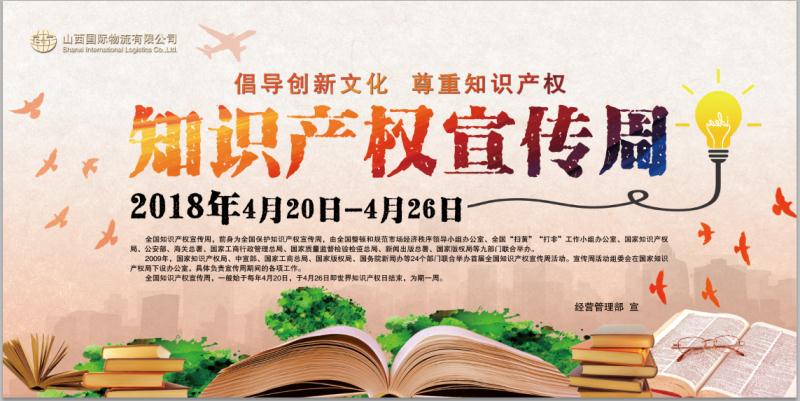 山西国际物流有限公司
Shanxi International Logistics Co.,Ltd.
倡导创新文化 尊重知识产权
知识产权宣传周
idea
2018年4月20日-4月26日
全国知识产权宣传周，前身为全国保护知识产权宣传周，由全国整顿和规范市场经济秩序领导小组办公室、全国“扫黄”“打非”工作小组办公室、国家知识产权
局、公安部、海关总署、国家工商行政管理总局、国家质量监督检验检疫总局、新闻出版总署、国家版权局等九部门联合举办。
2009年，国家知识产权局、中宣部、国家工商总局、国家版权局、国务院新闻办等24个部门联合举办首届全国知识产权宣传周活动。宣传周活动组委会在国家知识
产权局下设办公室，具体负责宣传周期间的各项工作。
全国知识产权宣传周，一般始于每年4月20日，于4月26日即世界知识产权日结束，为期一周。
经营管理部 宣